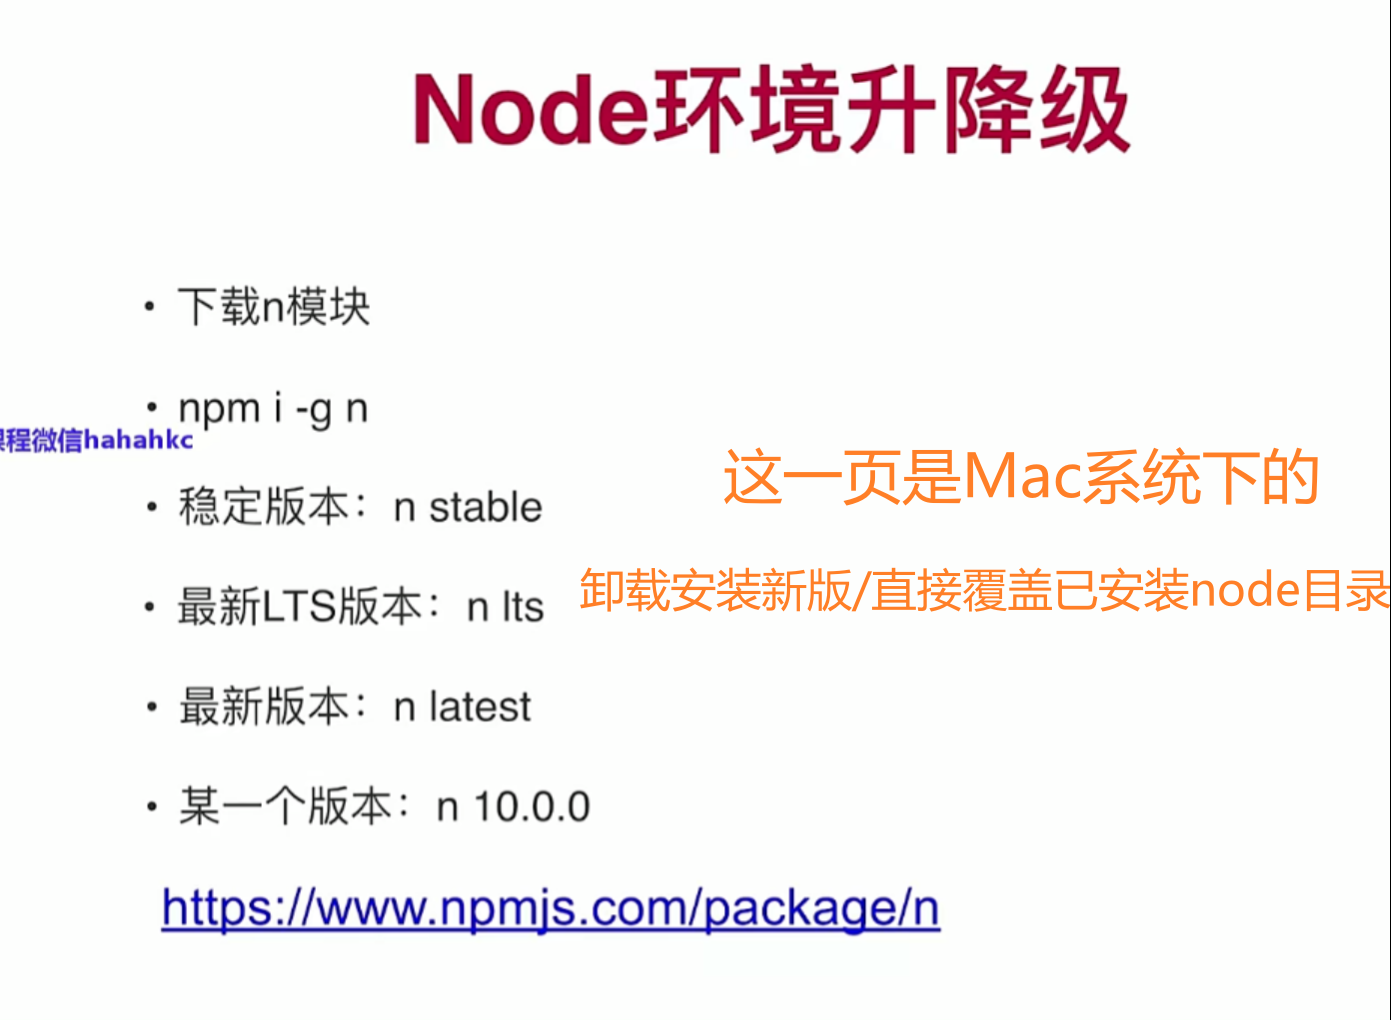 Node环境升降级
• 下载n模块
• npm i -g n
程微信hahahkc
• 稳定版本：n stable
这一页是Mac系统下的
• 最新LTS版本：n lts
卸载安装新版/直接覆盖已安装node目录
• 最新版本：n latest
• 某一个版本：n 10.0.0
https://www.npmjs.com/package/n